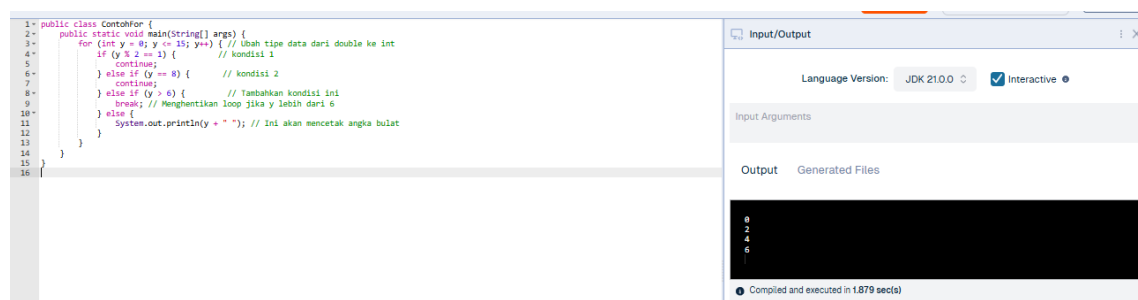 1 public class ContohFor {
2 public static void main(String[] args) {
3 for (int y = 0; y <= 15; y++) { // Ubah tipe data dari double ke int
4 if (y % 2 == 1) { // kondisi 1
5 continue;
6 } else if (y == 8) { // kondisi 2
7 continue;
8 } else if (y > 6) { // Tambahkan kondisi ini
9 break; // Menghentikan loop jika y lebih dari 6
10 } else {
11 System.out.println(y + " "); // Ini akan mencetak angka bulat
12 }
13 }
14 }
15 }
16
Input/Output
Language Version: JDK 21.0.0 Interactive
Input Arguments
Output Generated Files
0
2
4
6
Compiled and executed in 1.879 sec(s)